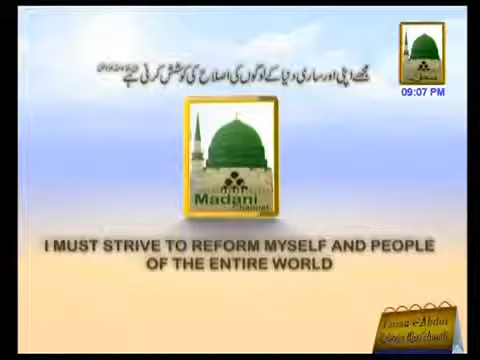 مجھے اپنی اور ساری دنیا کے لوگوں کی اصلاح کی کوشش کرنی ہے
09:07 PM
Madani
Channel
I MUST STRIVE TO REFORM MYSELF AND PEOPLE
OF THE ENTIRE WORLD